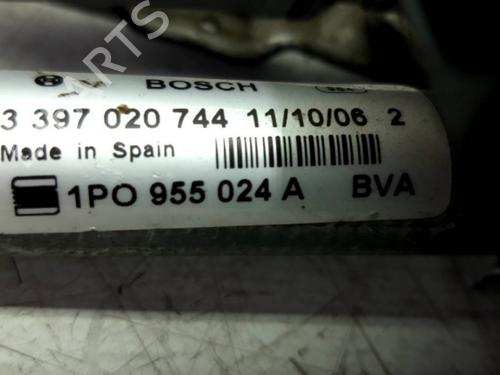 BOSCH
3 397 020 744 11/10/06 2
Made in Spain
1PO 955 024 A BVA